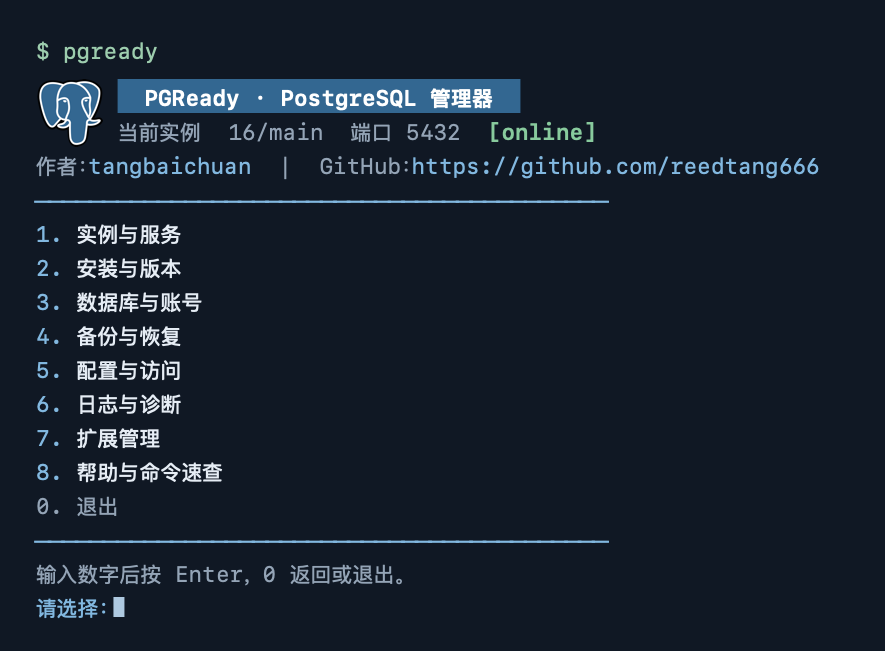 $ pgready
PGReady · PostgreSQL 管理器
当前实例 16/main 端口 5432 [online]
作者:tangbaichuan | GitHub:https://github.com/reedtang666
1. 实例与服务
2. 安装与版本
3. 数据库与账号
4. 备份与恢复
5. 配置与访问
6. 日志与诊断
7. 扩展管理
8. 帮助与命令速查
0. 退出
输入数字后按 Enter，0 返回或退出。
请选择: